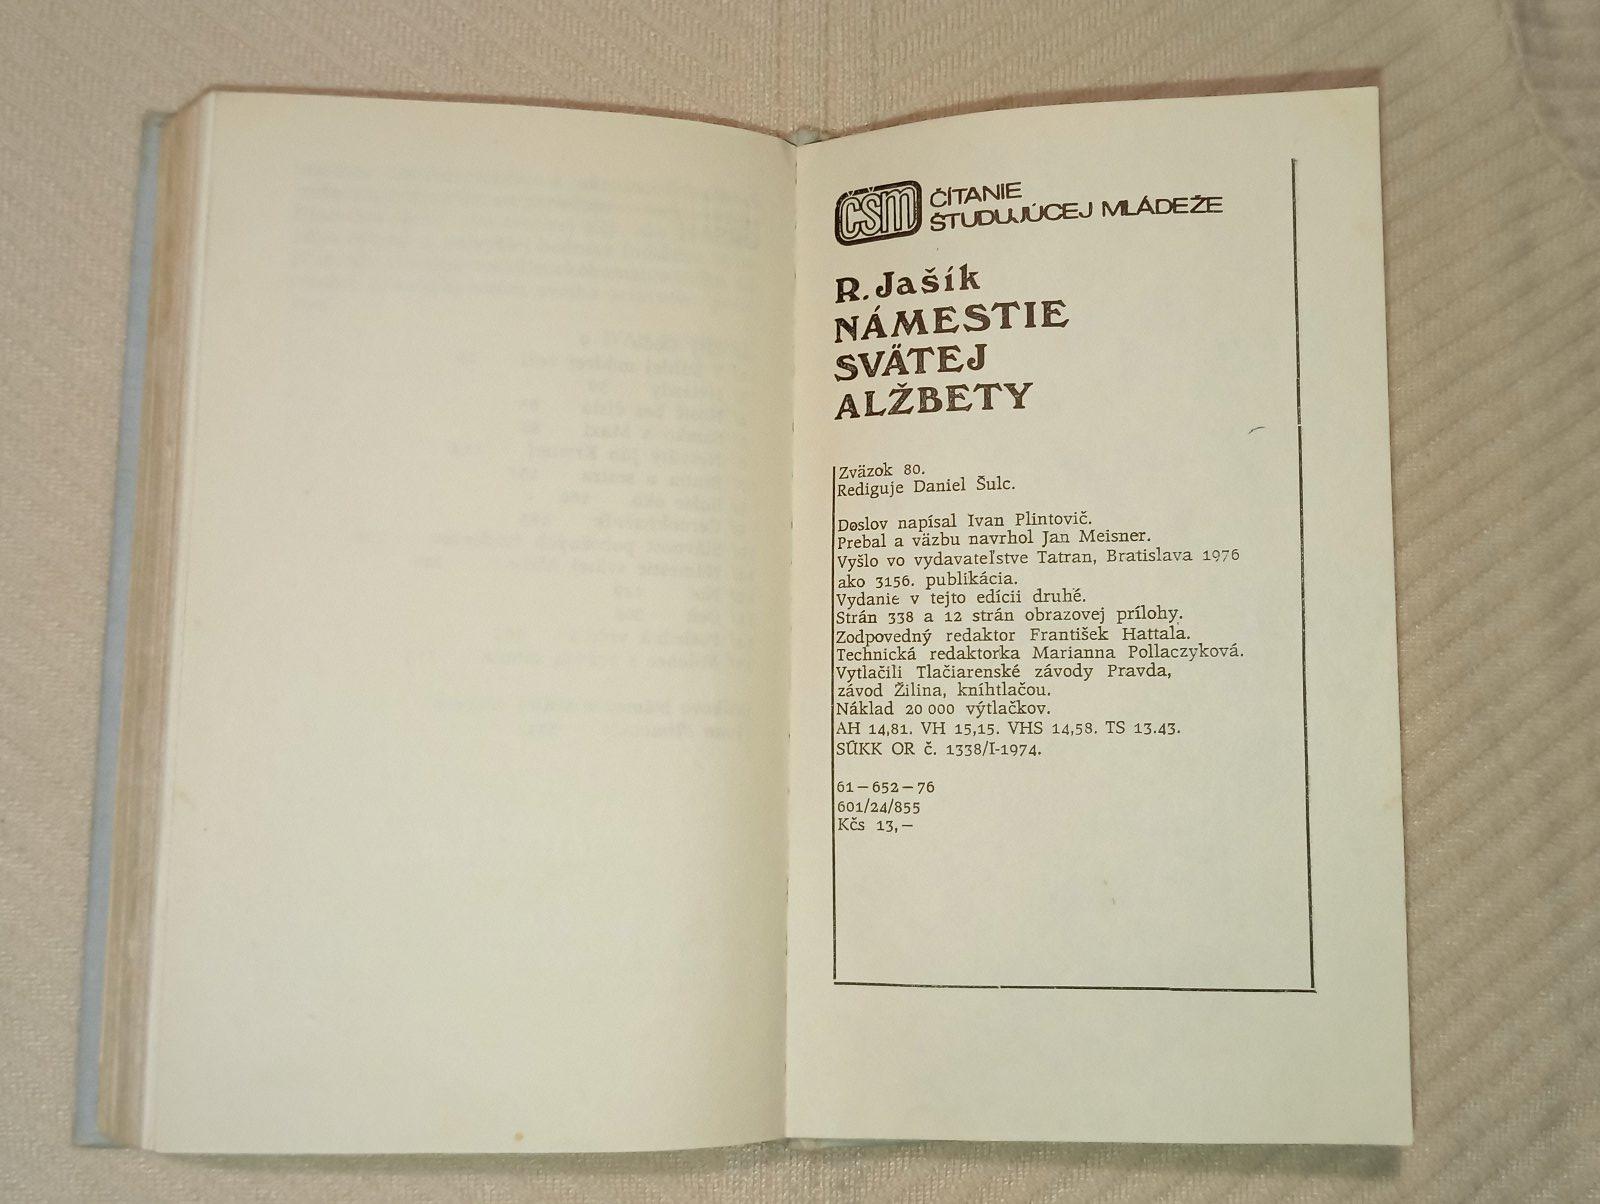 ČŠM ČÍTANIE
ŠTUDUJÚCEJ MLÁDEŽE
R. Jašík
NÁMESTIE
SVÄTEJ
ALŽBETY
Zväzok 80.
Rediguje Daniel Šulc.
Doslov napísal Ivan Plintovič.
Prebal a väzbu navrhol Jan Meisner.
Vyšlo vo vydavateľstve Tatran, Bratislava 1976
ako 3156. publikácia.
Vydanie v tejto edícii druhé.
Strán 338 a 12 strán obrazovej prílohy.
Zodpovedný redaktor František Hattala.
Technická redaktorka Marianna Pollaczyková.
Vytlačili Tlačiarenské závody Pravda,
závod Žilina, kníhtlačou.
Náklad 20 000 výtlačkov.
AH 14,81. VH 15,15. VHS 14,58. TS 13.43.
SÚKK OR č. 1338/I-1974.
61 — 652 — 76
601/24/855
Kčs 13,—